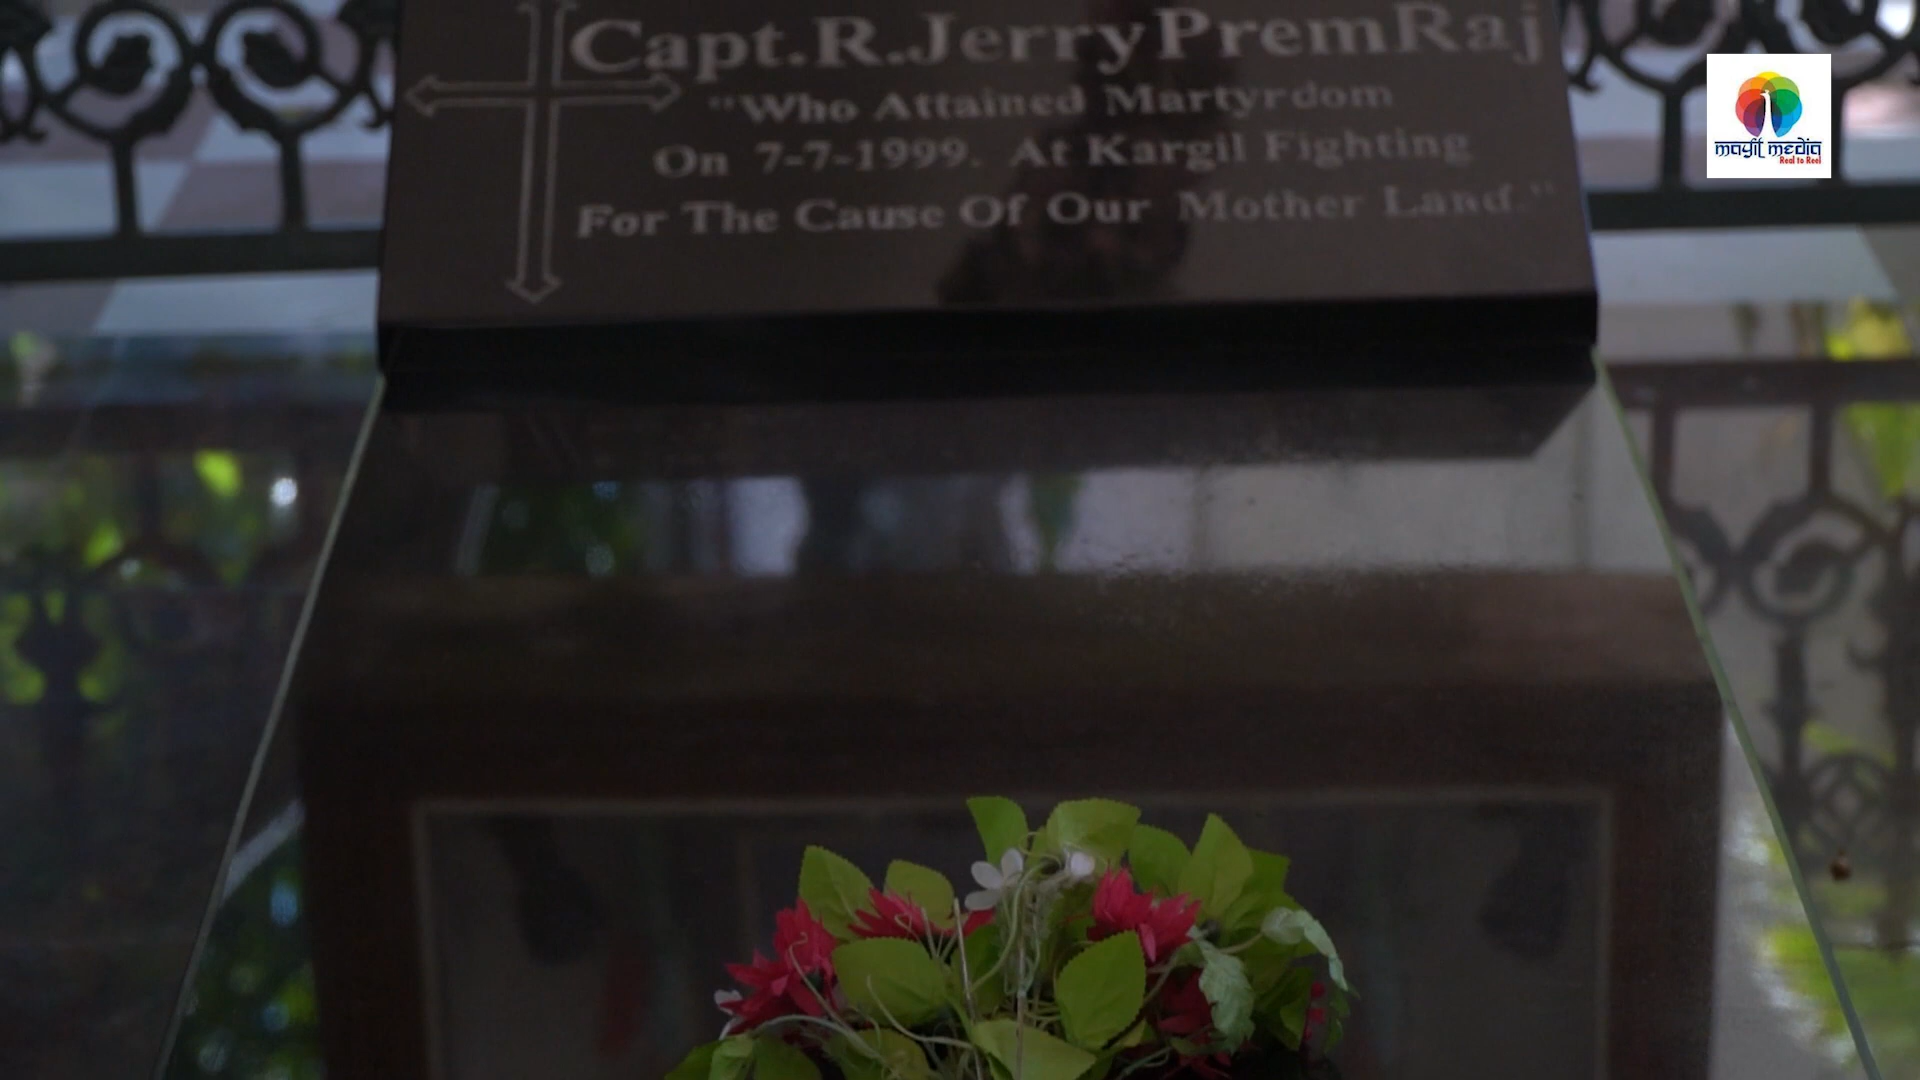 Capt.R.JerryPremRaj
"Who Attained Martyrdom
On 7-7-1999. At Kargil Fighting
For The Cause Of Our Mother Land."
mayil media
Real to Reel